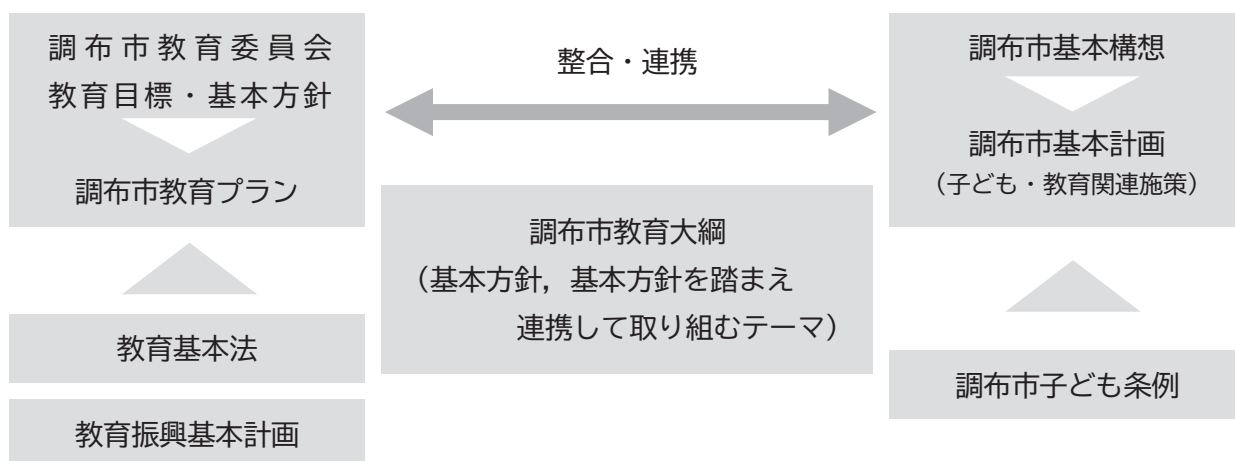 調布市教育委員会
教育目標・基本方針
調布市教育プラン
教育基本法
教育振興基本計画
整合・連携
調布市教育大綱
（基本方針，基本方針を踏まえ
連携して取り組むテーマ）
調布市基本構想
調布市基本計画
（子ども・教育関連施策）
調布市子ども条例